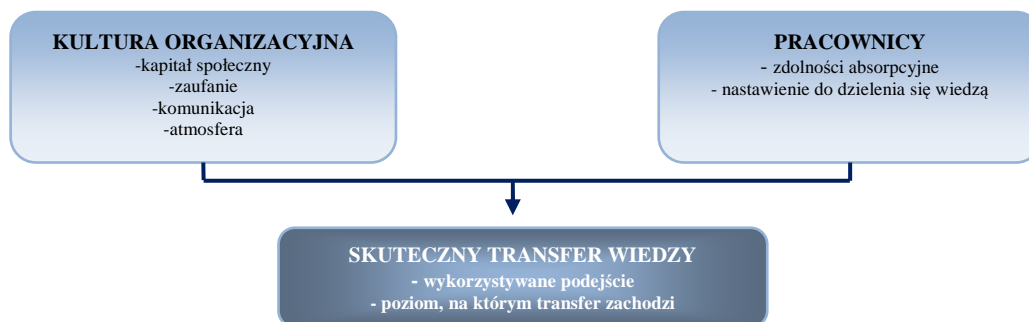 KULTURA ORGANIZACYJNA
-kapitał społeczny
-zaufanie
-komunikacja
-atmosfera
PRACOWNICY
- zdolności absorpcyjne
- nastawienie do dzielenia się wiedzą
SKUTECZNY TRANSFER WIEDZY
- wykorzystywane podejście
- poziom, na którym transfer zachodzi